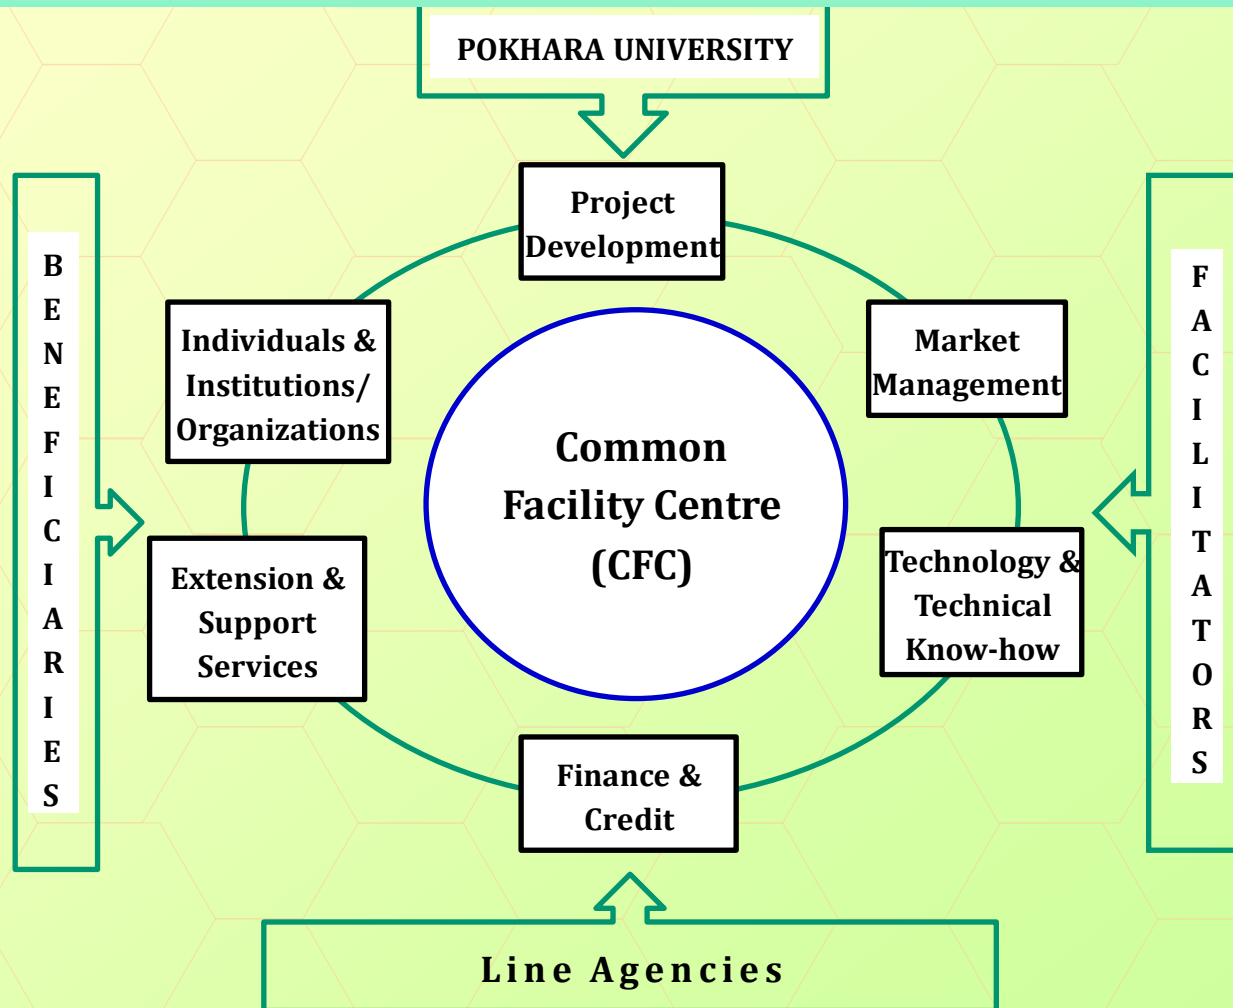 POKHARA UNIVERSITY
Project
Development
Market
Management
Technology &
Technical
Know-how
Finance &
Credit
Extension &
Support
Services
Individuals &
Institutions/
Organizations
Common
Facility Centre
(CFC)
B
E
N
E
F
I
C
I
A
R
I
E
S
F
A
C
I
L
I
T
A
T
O
R
S
Line Agencies